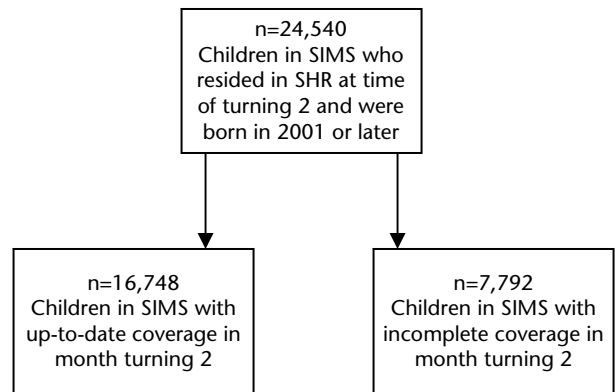 n=24,540
Children in SIMS who
resided in SHR at time
of turning 2 and were
born in 2001 or later
n=16,748
Children in SIMS with
up-to-date coverage in
month turning 2
n=7,792
Children in SIMS with
incomplete coverage in
month turning 2